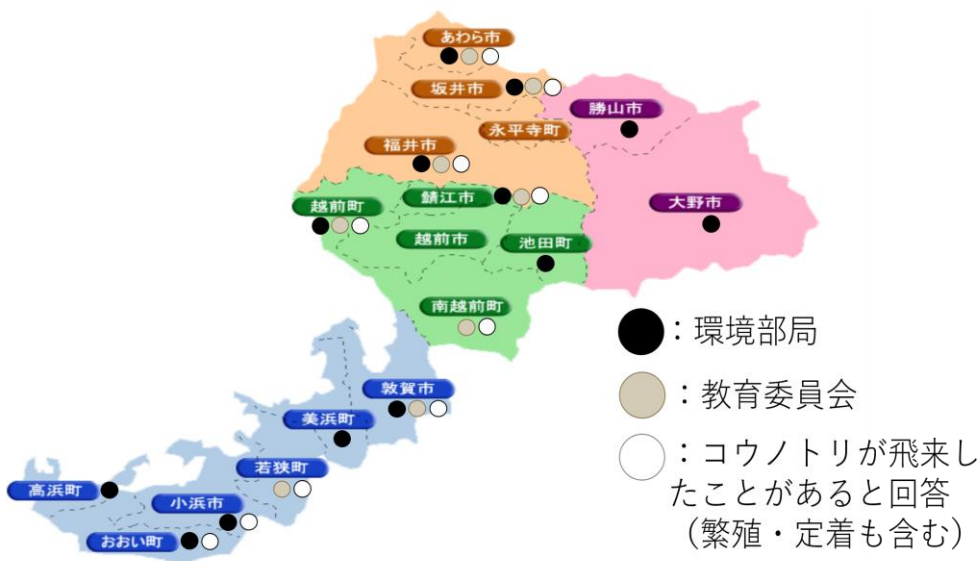 あわら市
坂井市
勝山市
永平寺町
福井市
鯖江市
大野市
越前町
越前市
池田町
南越前町
敦賀市
美浜町
若狭町
高浜町
小浜市
おおい町
：環境部局
：教育委員会
：コウノトリが飛来し
たことがあると回答
（繁殖・定着も含む）